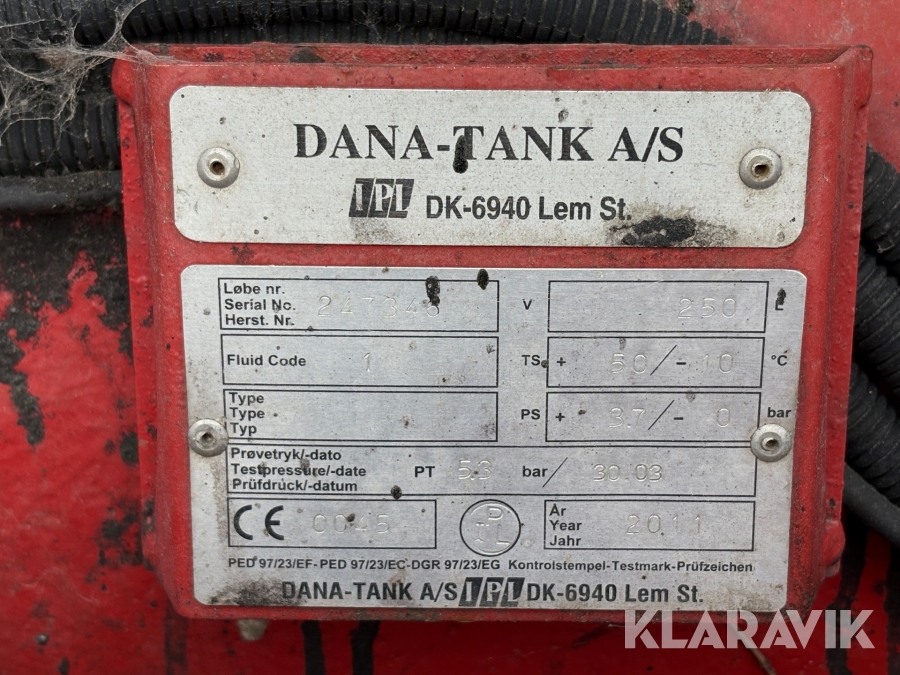 DANA-TANK A/S
IPL DK-6940 Lem St.
Løbe nr.
Serial No.
Herst. Nr.
V 250 L
Fluid Code 1
TS + 50/-10 °C
Type
Type
Typ
PS + 3.7/- 0 bar
Prøvetryk/-dato
Testpressure/-date PT 5.3 bar/ 30.03
Prüfdruck/-datum
CE 0045
IPL
År
Year 2011
Jahr
PED 97/23/EF- PED 97/23/EC-DGR 97/23/EG Kontrolstempel-Testmark-Prüfzeichen
DANA-TANK A/S IPL DK-6940 Lem St.
KLARAVIK